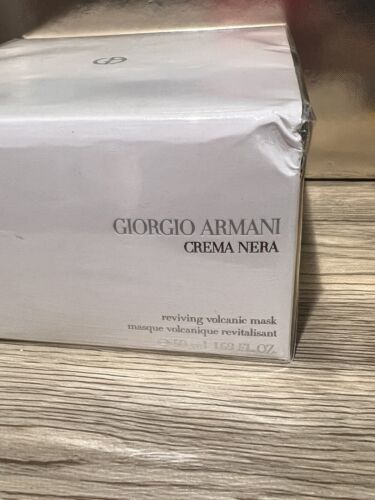 GIORGIO ARMANI
CREMA NERA
reviving volcanic mask
masque volcanique revitalisant
℮ 50 ml 1.69 FL. OZ.